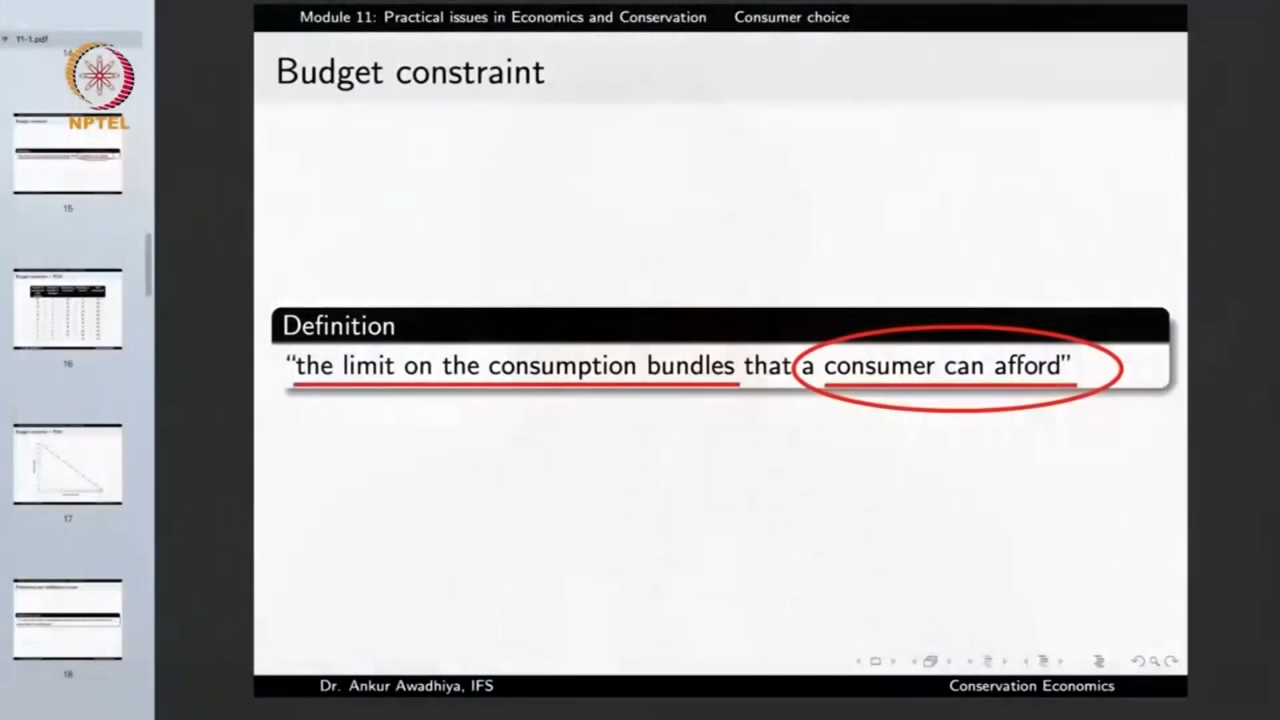 Module 11: Practical issues in Economics and Conservation Consumer choice
11-1.pdf
14
NPTEL
Budget constraint
15
Definition
“the limit on the consumption bundles that a consumer can afford”
16
17
18
Dr. Ankur Awadhiya, IFS
Conservation Economics